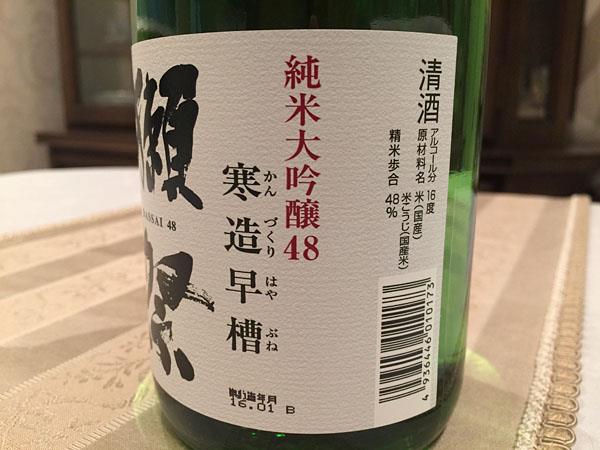 純米大吟醸48
寒造早槽
かんづくりはやぶね
獺祭
DASSAI 48
清酒
アルコール分 16度
原材料名 米(国産)
米こうじ(国産米)
精米歩合 48%
4936446010173
製造年月
16.01 B